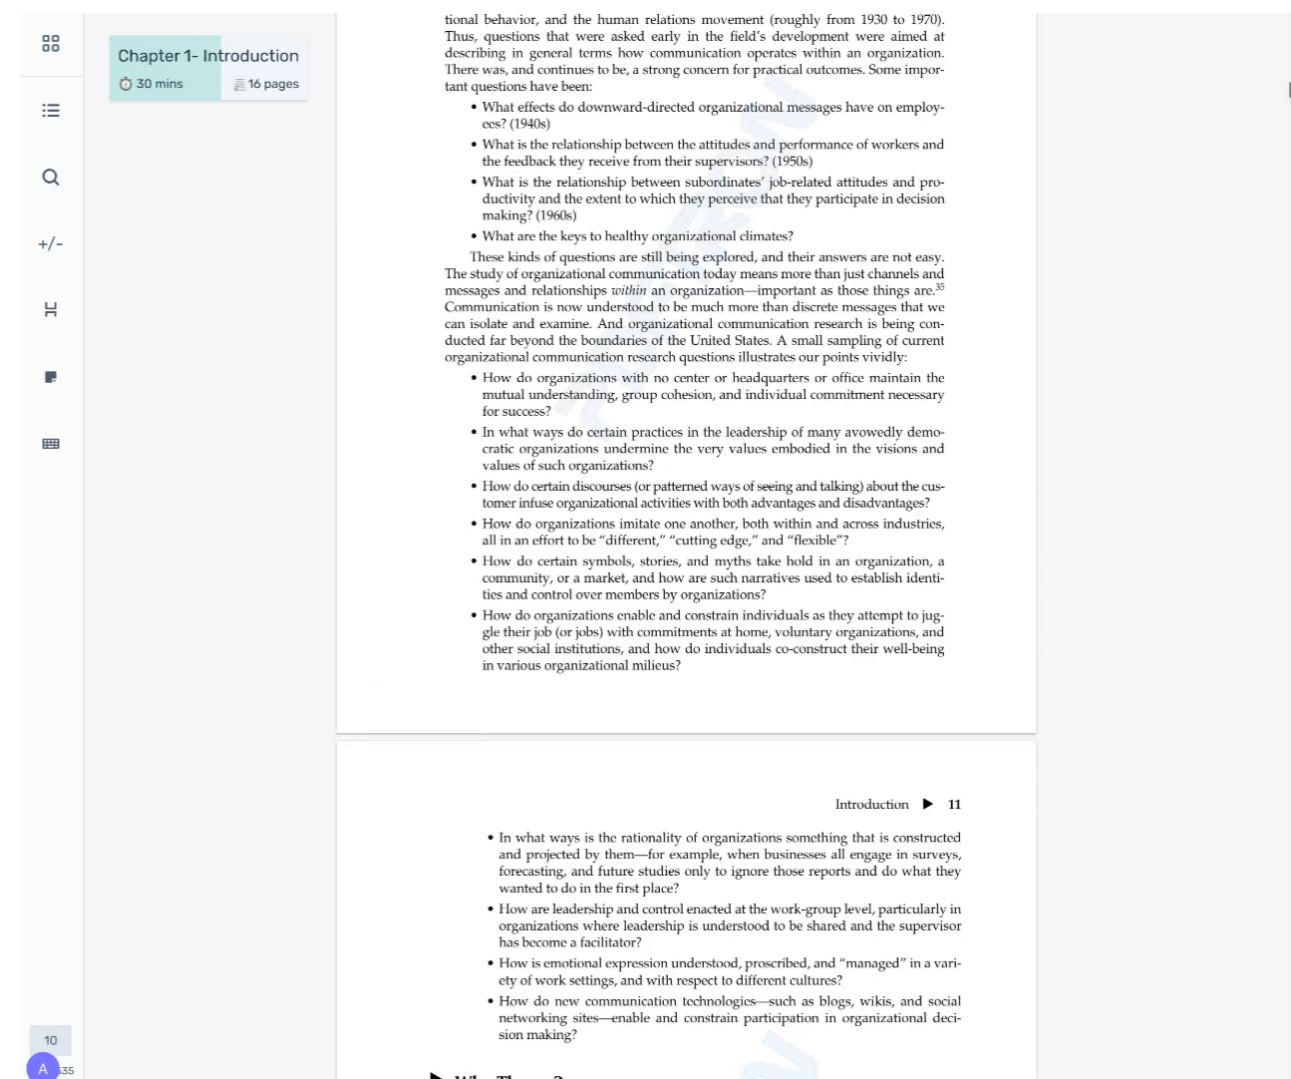 Chapter 1- Introduction
30 mins
16 pages
+/-
10
A
535
tional behavior, and the human relations movement (roughly from 1930 to 1970).
Thus, questions that were asked early in the field's development were aimed at
describing in general terms how communication operates within an organization.
There was, and continues to be, a strong concern for practical outcomes. Some impor-
tant questions have been:
• What effects do downward-directed organizational messages have on employ-
ees? (1940s)
• What is the relationship between the attitudes and performance of workers and
the feedback they receive from their supervisors? (1950s)
• What is the relationship between subordinates' job-related attitudes and pro-
ductivity and the extent to which they perceive that they participate in decision
making? (1960s)
• What are the keys to healthy organizational climates?
These kinds of questions are still being explored, and their answers are not easy.
The study of organizational communication today means more than just channels and
messages and relationships within an organization—important as those things are.35
Communication is now understood to be much more than discrete messages that we
can isolate and examine. And organizational communication research is being con-
ducted far beyond the boundaries of the United States. A small sampling of current
organizational communication research questions illustrates our points vividly:
• How do organizations with no center or headquarters or office maintain the
mutual understanding, group cohesion, and individual commitment necessary
for success?
• In what ways do certain practices in the leadership of many avowedly demo-
cratic organizations undermine the very values embodied in the visions and
values of such organizations?
• How do certain discourses (or patterned ways of seeing and talking) about the cus-
tomer infuse organizational activities with both advantages and disadvantages?
• How do organizations imitate one another, both within and across industries,
all in an effort to be "different," "cutting edge," and "flexible"?
• How do certain symbols, stories, and myths take hold in an organization, a
community, or a market, and how are such narratives used to establish identi-
ties and control over members by organizations?
• How do organizations enable and constrain individuals as they attempt to jug-
gle their job (or jobs) with commitments at home, voluntary organizations, and
other social institutions, and how do individuals co-construct their well-being
in various organizational milieus?
Introduction ▶ 11
• In what ways is the rationality of organizations something that is constructed
and projected by them—for example, when businesses all engage in surveys,
forecasting, and future studies only to ignore those reports and do what they
wanted to do in the first place?
• How are leadership and control enacted at the work-group level, particularly in
organizations where leadership is understood to be shared and the supervisor
has become a facilitator?
• How is emotional expression understood, proscribed, and "managed" in a vari-
ety of work settings, and with respect to different cultures?
• How do new communication technologies—such as blogs, wikis, and social
networking sites—enable and constrain participation in organizational deci-
sion making?